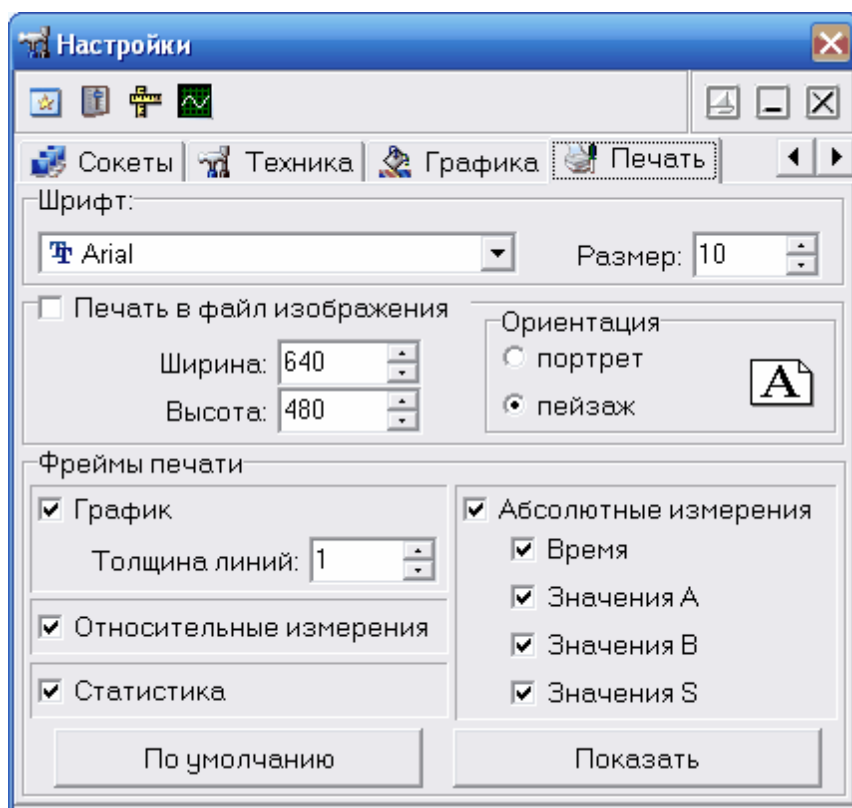 Настройки
Сокеты Техника Графика Печать
Шрифт:
Arial Размер: 10
Печать в файл изображения
Ширина: 640
Высота: 480
Ориентация
портрет
пейзаж
A
Фреймы печати
График
Толщина линий: 1
Относительные измерения
Статистика
Абсолютные измерения
Время
Значения A
Значения B
Значения S
По умолчанию Показать